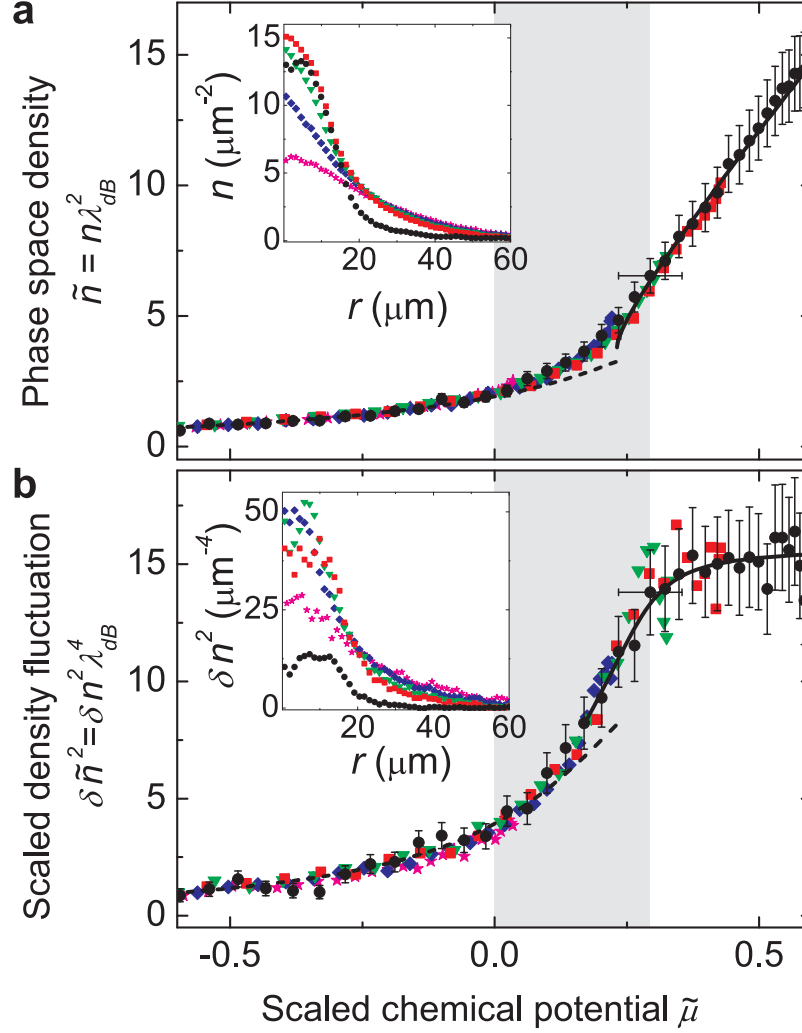 a
Phase space density
ñ = nλ²dB
15
10
5
0
n (μm⁻²)
15
10
5
0
20 40 60
r (μm)
b
Scaled density fluctuation
δñ² = δn²λ⁴dB
15
10
5
0
δn² (μm⁻⁴)
50
25
0
20 40 60
r (μm)
-0.5 0.0 0.5
Scaled chemical potential μ̃